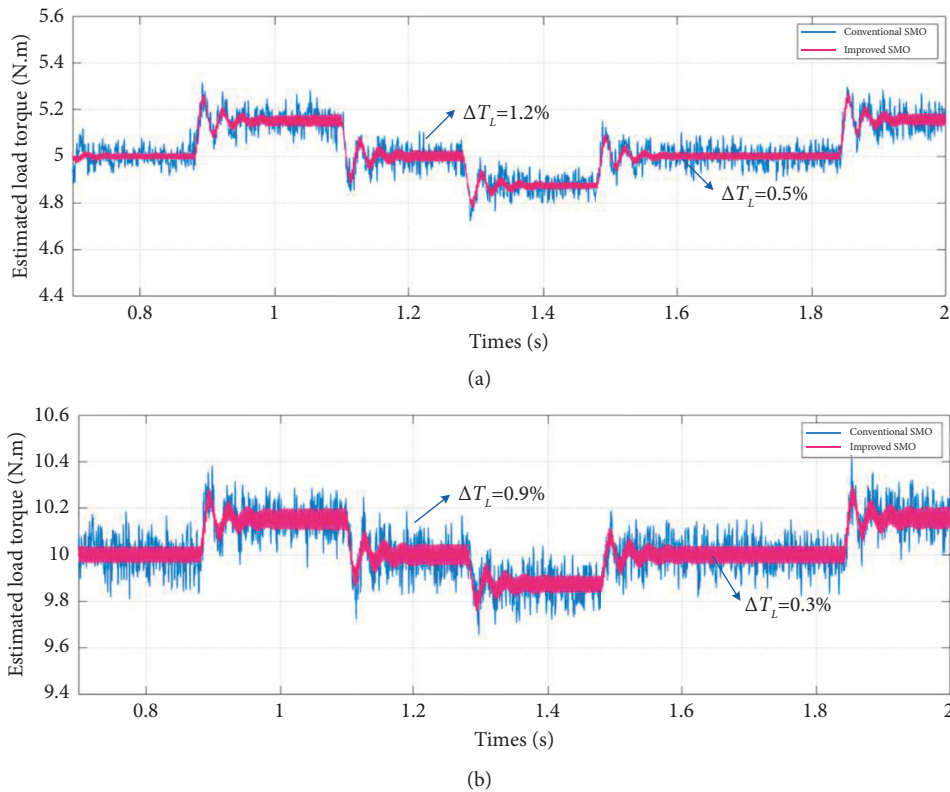 5.6
5.4
5.2
5
4.8
4.6
4.4
Estimated load torque (N.m)
Conventional SMO
Improved SMO
ΔT_L=1.2%
ΔT_L=0.5%
0.8
1
1.2
1.4
1.6
1.8
2
Times (s)
(a)
10.6
10.4
10.2
10
9.8
9.6
9.4
Estimated load torque (N.m)
Conventional SMO
Improved SMO
ΔT_L=0.9%
ΔT_L=0.3%
0.8
1
1.2
1.4
1.6
1.8
2
Times (s)
(b)